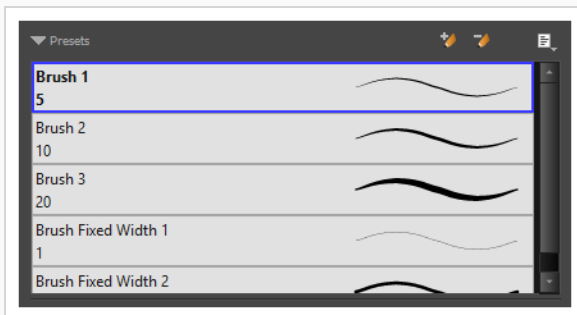 Presets
Brush 1
5
Brush 2
10
Brush 3
20
Brush Fixed Width 1
1
Brush Fixed Width 2